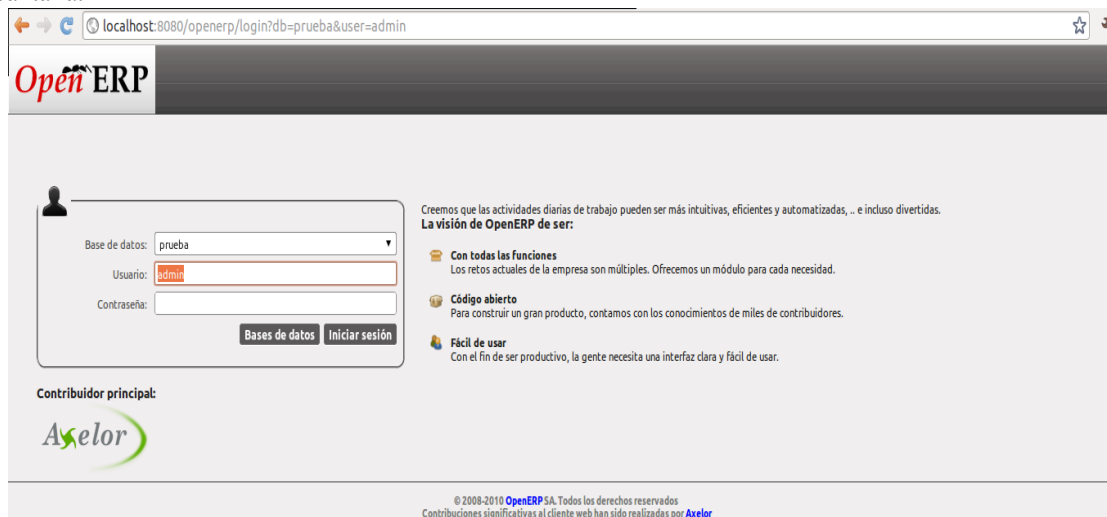 localhost:8080/openerp/login?db=prueba&user=admin
Open ERP
Creemos que las actividades diarias de trabajo pueden ser más intuitivas, eficientes y automatizadas, .. e incluso divertidas.
La visión de OpenERP de ser:
Base de datos: prueba
Usuario: admin
Contraseña:
Bases de datos Iniciar sesión
Con todas las funciones
Los retos actuales de la empresa son múltiples. Ofrecemos un módulo para cada necesidad.
Código abierto
Para construir un gran producto, contamos con los conocimientos de miles de contribuidores.
Fácil de usar
Con el fin de ser productivo, la gente necesita una interfaz clara y fácil de usar.
Contribuidor principal:
Axelor
© 2008-2010 OpenERP SA. Todos los derechos reservados
Contribuciones significativas al cliente web han sido realizadas por Axelor